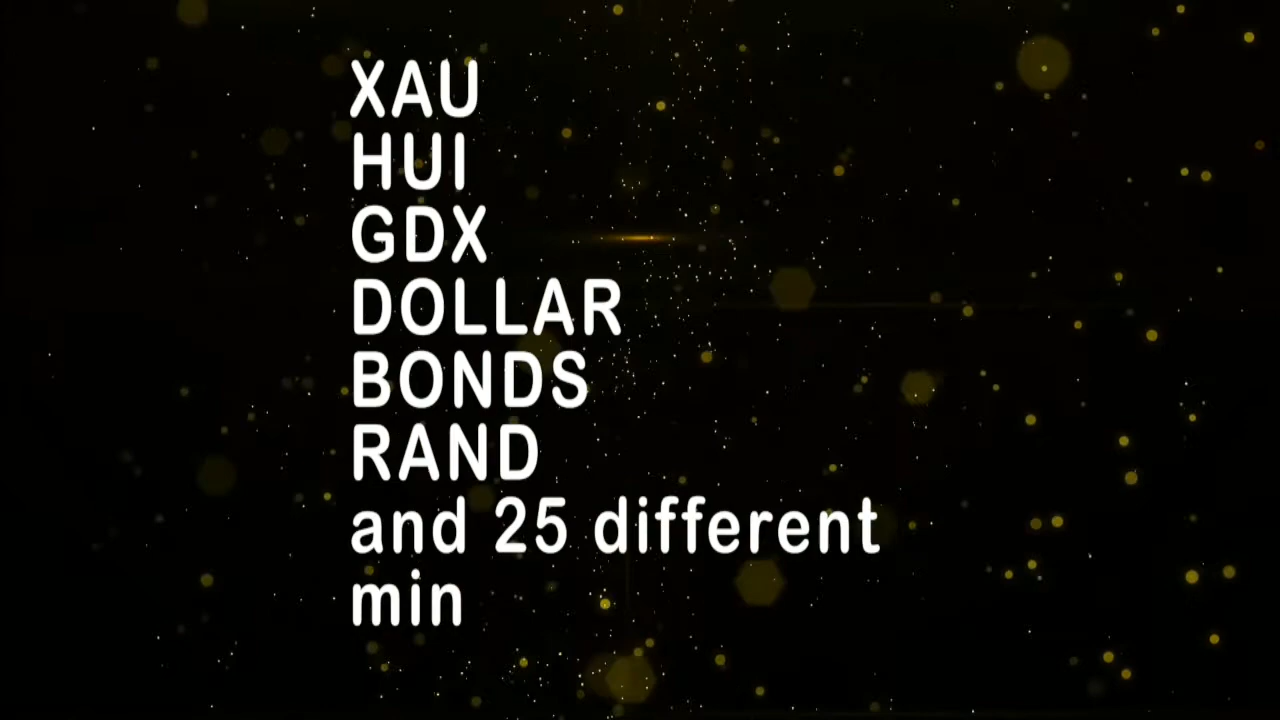 XAU
HUI
GDX
DOLLAR
BONDS
RAND
and 25 different
min